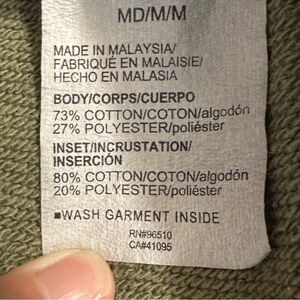 MD/M/M
MADE IN MALAYSIA/
FABRIQUÉ EN MALAISIE/
HECHO EN MALASIA
BODY/CORPS/CUERPO
73% COTTON/COTON/algodón
27% POLYESTER/poliéster
INSET/INCRUSTATION/
INSERCIÓN
80% COTTON/COTON/algodón
20% POLYESTER/poliéster
■WASH GARMENT INSIDE
RN#96510
CA#41095